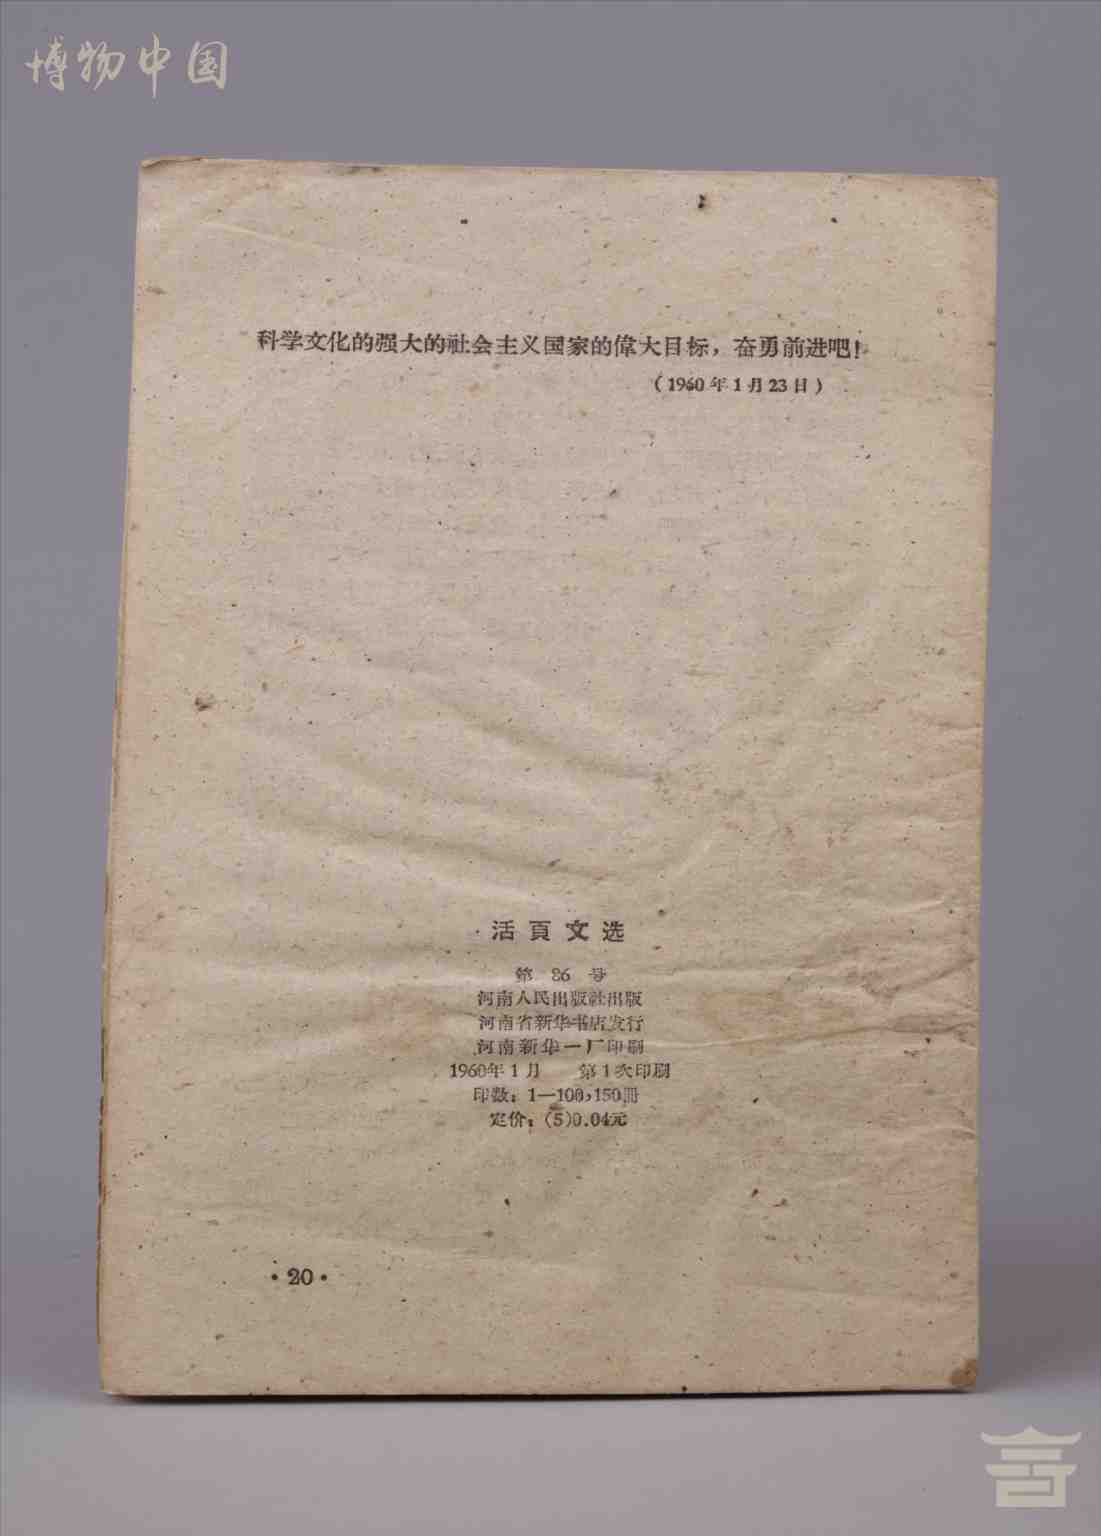 博物中国
科学文化的强大的社会主义国家的偉大目标，奋勇前进吧！
（1960年1月23日）
活頁文选
第 86 号
河南人民出版社出版
河南省新华书店发行
河南新华一厂印刷
1960年1月 第1次印刷
印数：1—100,150册
定价：(5)0.04元
·20·